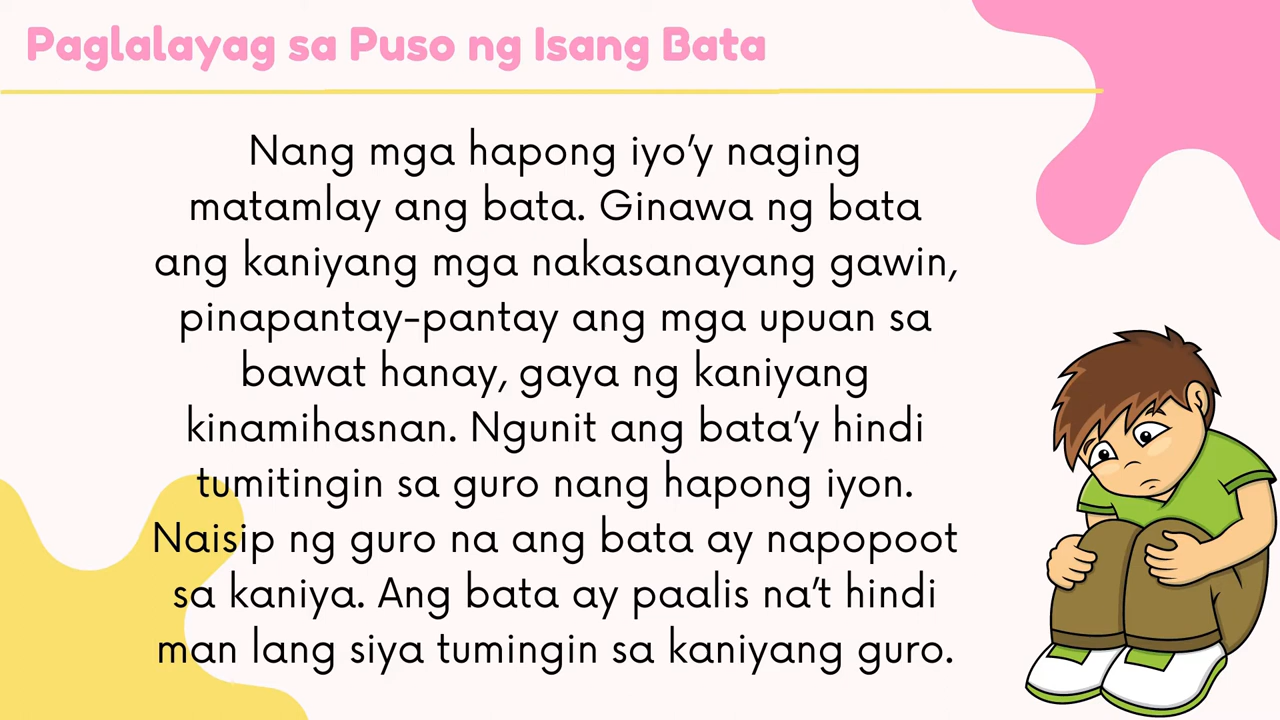 Paglalayag sa Puso ng Isang Bata
Nang mga hapong iyo’y naging
matamlay ang bata. Ginawa ng bata
ang kaniyang mga nakasanayang gawin,
pinapantay-pantay ang mga upuan sa
bawat hanay, gaya ng kaniyang
kinamihasnan. Ngunit ang bata’y hindi
tumitingin sa guro nang hapong iyon.
Naisip ng guro na ang bata ay napopoot
sa kaniya. Ang bata ay paalis na’t hindi
man lang siya tumingin sa kaniyang guro.